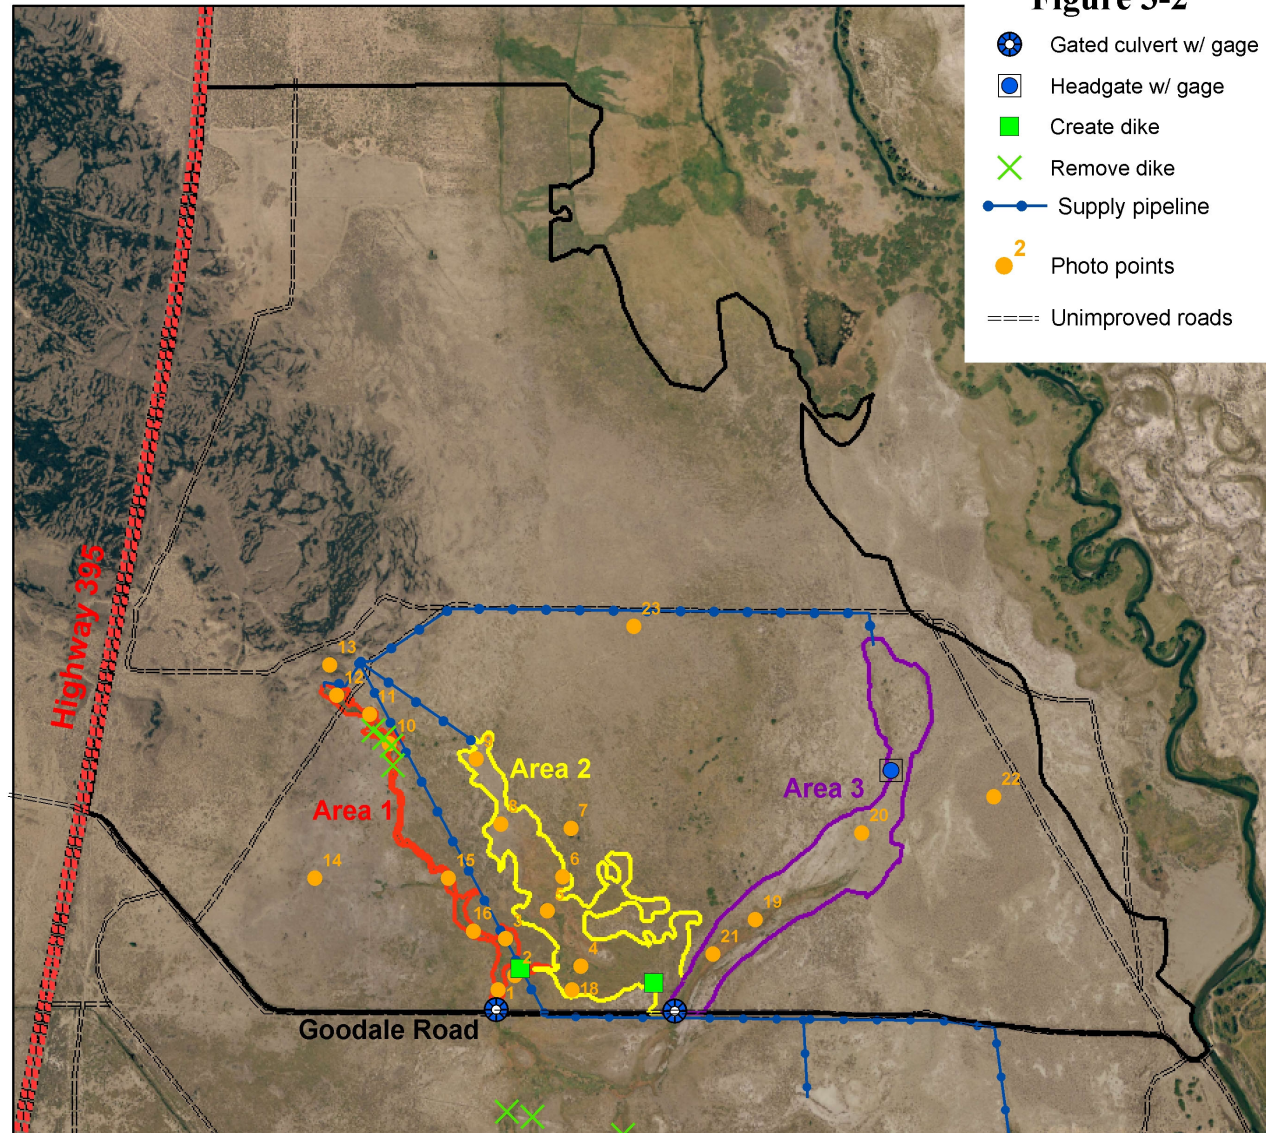 Figure 3-2
Gated culvert w/ gage
Headgate w/ gage
Create dike
Remove dike
Supply pipeline
2
Photo points
Unimproved roads
Highway 395
23
13
12
11
10
9
Area 2
Area 3
22
Area 1
8
7
20
14
15
6
19
16
21
4
2
1
18
Goodale Road